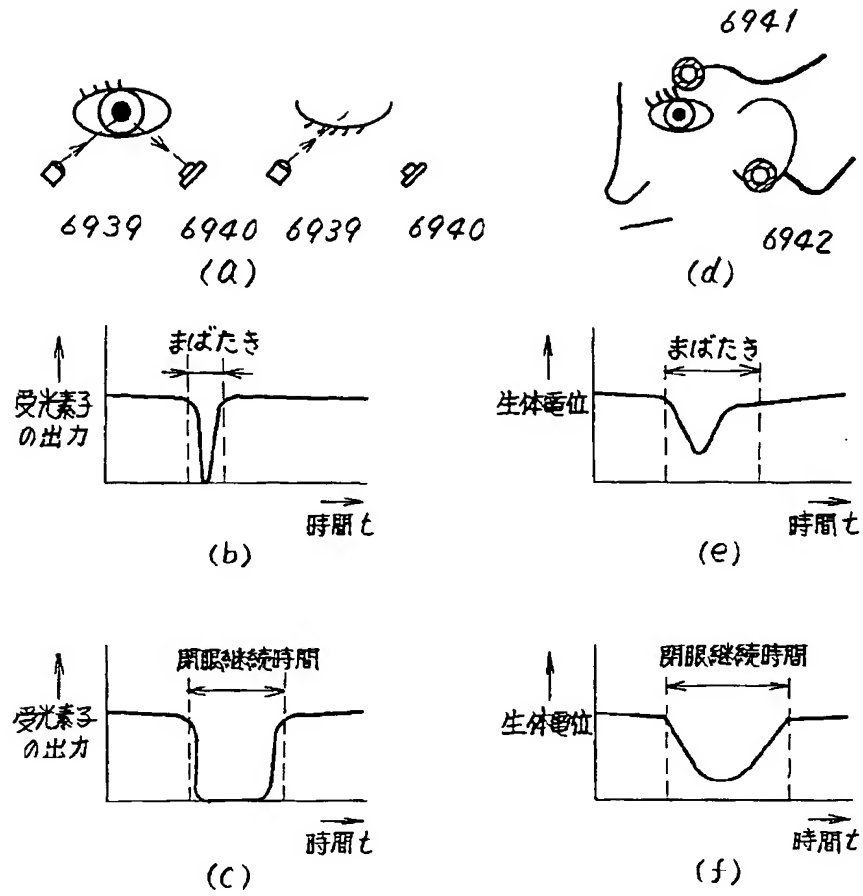 6941
6939 6940 6939 6940
(a)
6942
(d)
まばたき
受光素子
の出力
時間t
(b)
まばたき
生体電位
時間t
(e)
閉眼継続時間
受光素子
の出力
時間t
(c)
閉眼継続時間
生体電位
時間t
(f)